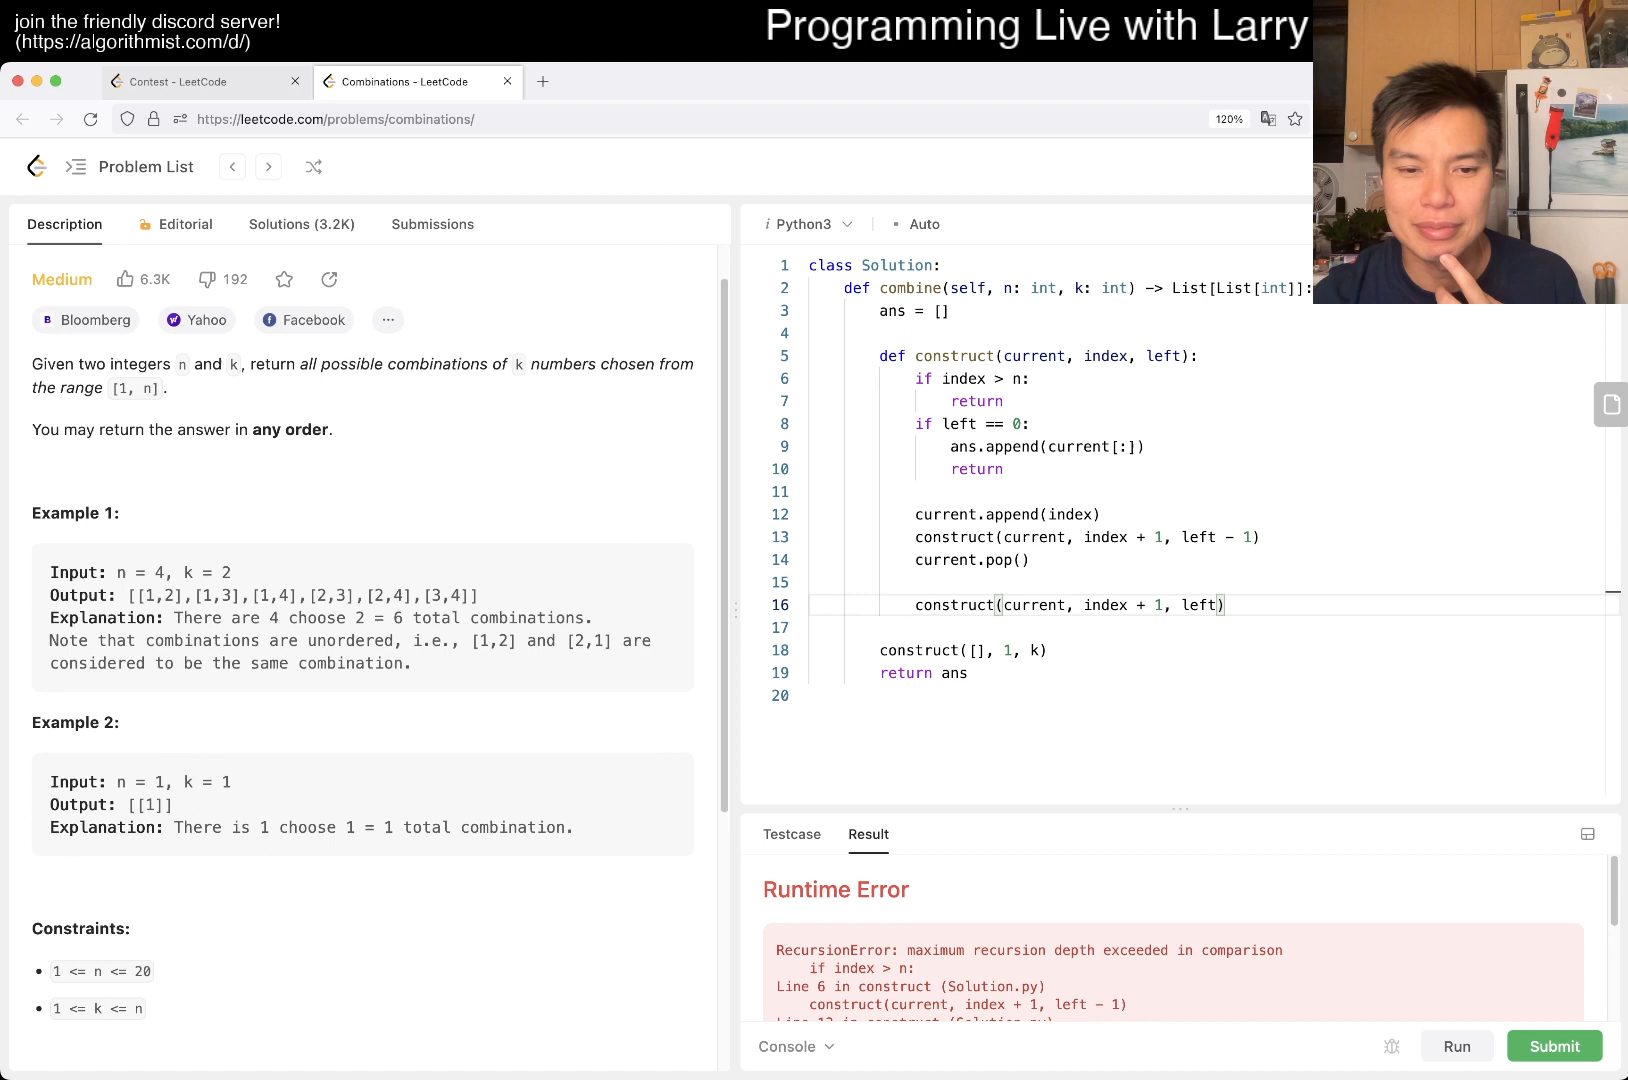 join the friendly discord server!
(https://algorithmist.com/d/)
Programming Live with Larry
Contest - LeetCode
Combinations - LeetCode
https://leetcode.com/problems/combinations/
120%
Problem List
Description
Editorial
Solutions (3.2K)
Submissions
Medium
6.3K
192
Bloomberg
Yahoo
Facebook
Given two integers n and k, return all possible combinations of k numbers chosen from
the range [1, n].
You may return the answer in any order.
Example 1:
Input: n = 4, k = 2
Output: [[1,2],[1,3],[1,4],[2,3],[2,4],[3,4]]
Explanation: There are 4 choose 2 = 6 total combinations.
Note that combinations are unordered, i.e., [1,2] and [2,1] are
considered to be the same combination.
Example 2:
Input: n = 1, k = 1
Output: [[1]]
Explanation: There is 1 choose 1 = 1 total combination.
Constraints:
• 1 <= n <= 20
• 1 <= k <= n
i Python3
Auto
1 class Solution:
2 def combine(self, n: int, k: int) -> List[List[int]]:
3 ans = []
4
5 def construct(current, index, left):
6 if index > n:
7 return
8 if left == 0:
9 ans.append(current[:])
10 return
11
12 current.append(index)
13 construct(current, index + 1, left - 1)
14 current.pop()
15
16 construct(current, index + 1, left)
17
18 construct([], 1, k)
19 return ans
20
Testcase
Result
Runtime Error
RecursionError: maximum recursion depth exceeded in comparison
if index > n:
Line 6 in construct (Solution.py)
construct(current, index + 1, left - 1)
Console
Run
Submit